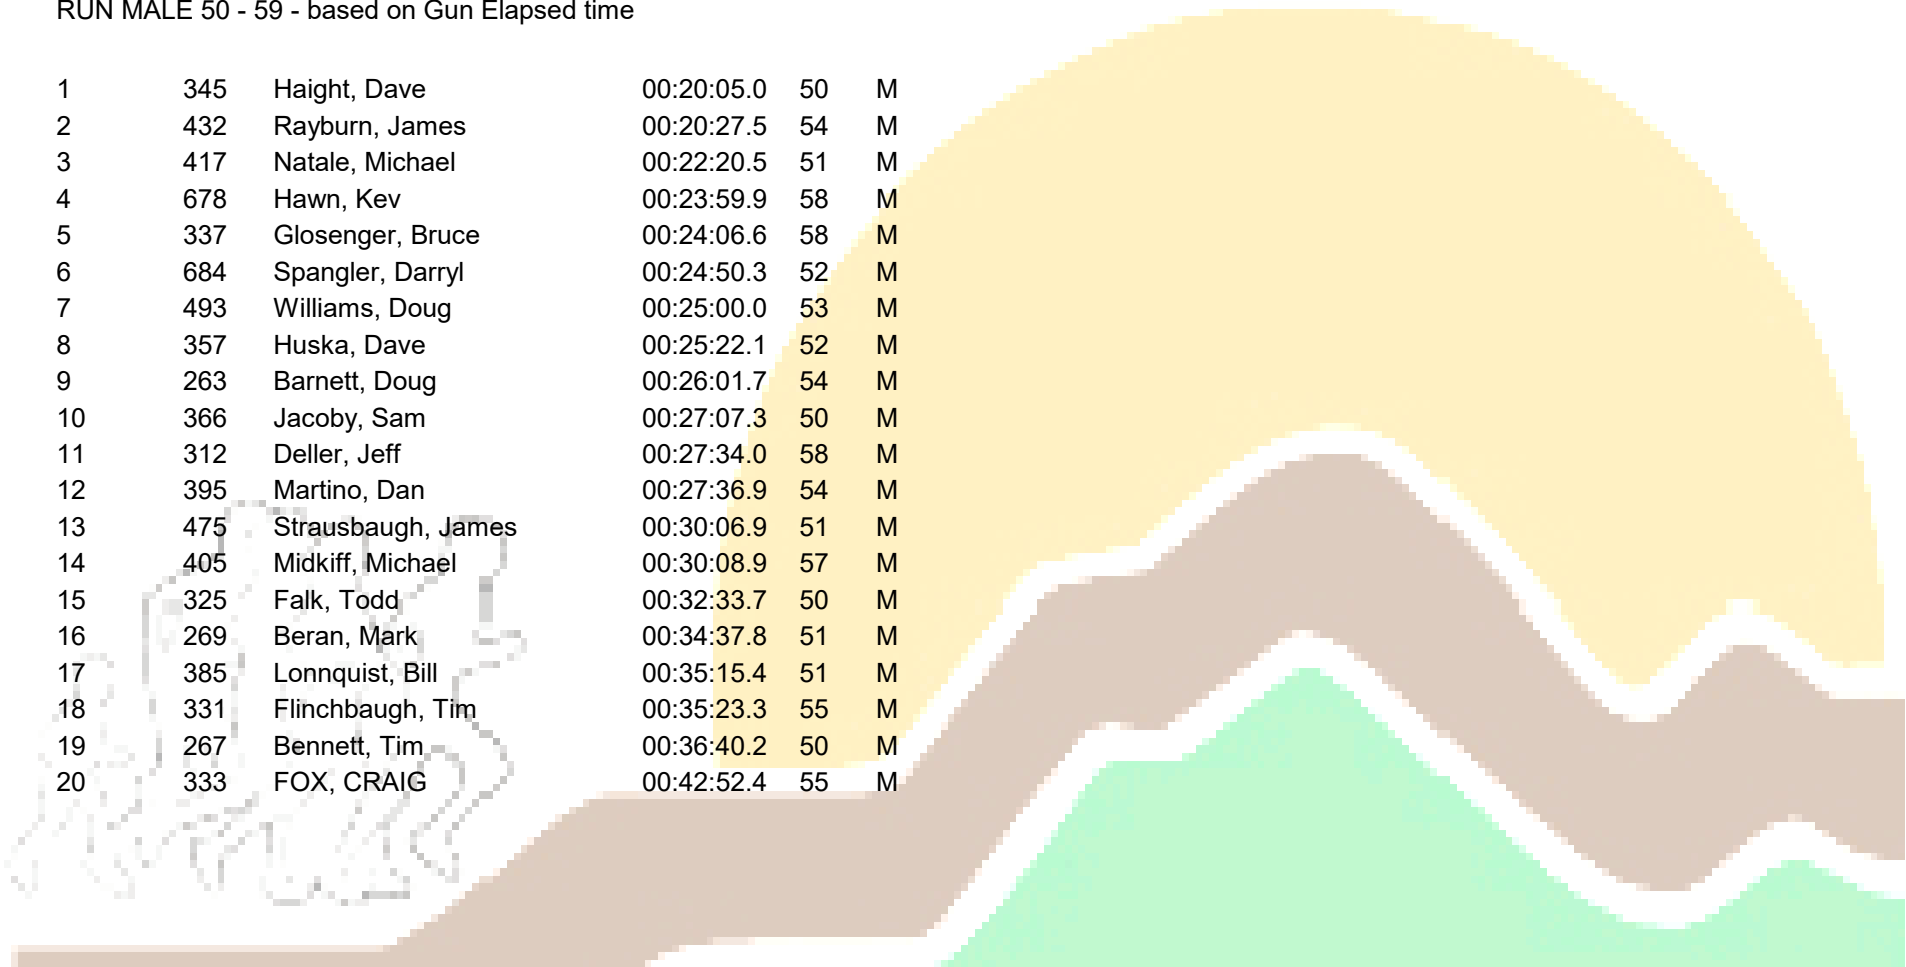 RUN MALE 50 - 59 - based on Gun Elapsed time
1 345 Haight, Dave 00:20:05.0 50 M
2 432 Rayburn, James 00:20:27.5 54 M
3 417 Natale, Michael 00:22:20.5 51 M
4 678 Hawn, Kev 00:23:59.9 58 M
5 337 Glosenger, Bruce 00:24:06.6 58 M
6 684 Spangler, Darryl 00:24:50.3 52 M
7 493 Williams, Doug 00:25:00.0 53 M
8 357 Huska, Dave 00:25:22.1 52 M
9 263 Barnett, Doug 00:26:01.7 54 M
10 366 Jacoby, Sam 00:27:07.3 50 M
11 312 Deller, Jeff 00:27:34.0 58 M
12 395 Martino, Dan 00:27:36.9 54 M
13 475 Strausbaugh, James 00:30:06.9 51 M
14 405 Midkiff, Michael 00:30:08.9 57 M
15 325 Falk, Todd 00:32:33.7 50 M
16 269 Beran, Mark 00:34:37.8 51 M
17 385 Lonnquist, Bill 00:35:15.4 51 M
18 331 Flinchbaugh, Tim 00:35:23.3 55 M
19 267 Bennett, Tim 00:36:40.2 50 M
20 333 FOX, CRAIG 00:42:52.4 55 M